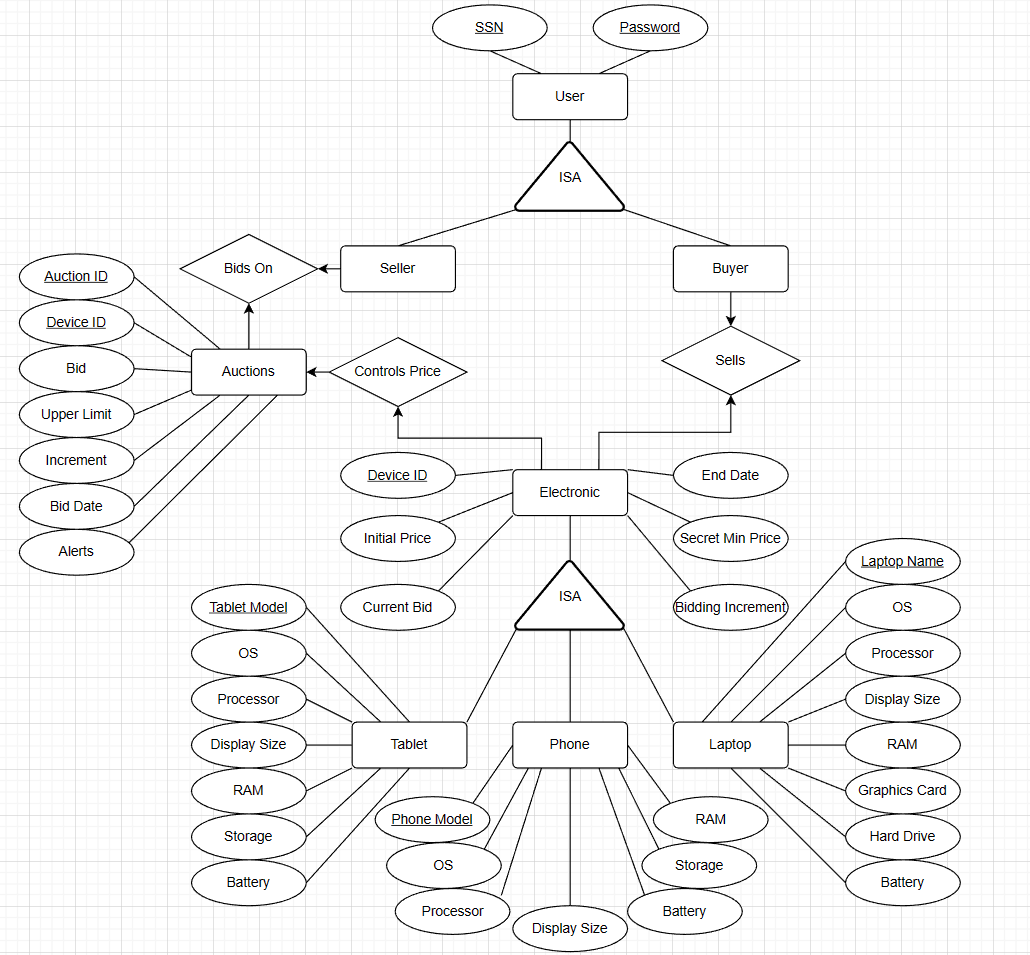 SSN
Password
User
ISA
Bids On
Seller
Buyer
Auction ID
Device ID
Bid
Upper Limit
Increment
Bid Date
Alerts
Auctions
Controls Price
Sells
Device ID
Initial Price
Current Bid
Electronic
End Date
Secret Min Price
Bidding Increment
ISA
Tablet Model
OS
Processor
Display Size
RAM
Storage
Battery
Tablet
Phone
Laptop
Phone Model
OS
Processor
Display Size
RAM
Storage
Battery
Laptop Name
OS
Processor
Display Size
RAM
Graphics Card
Hard Drive
Battery